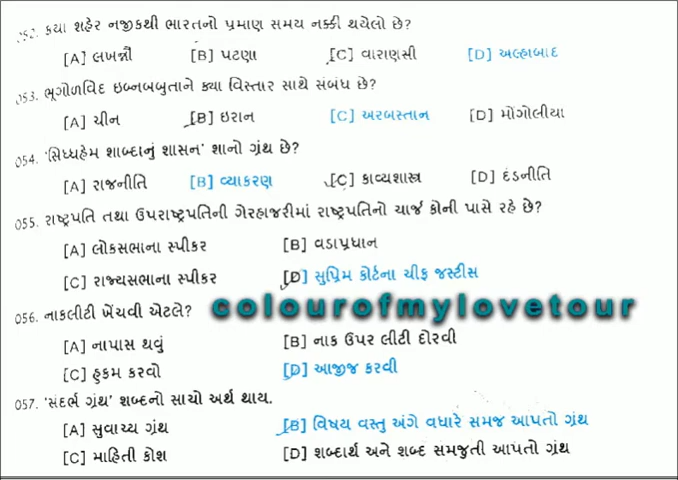 052. કયા શહેર નજીકથી ભારતનો પ્રમાણ સમય નક્કી થયેલો છે?
[A] લખનૌ [B] પટણા [C] વારાણસી [D] અલ્હાબાદ
053. ભૂગોળવિદ ઇબ્નબબુતાને ક્યા વિસ્તાર સાથે સંબંધ છે?
[A] ચીન [B] ઇરાન [C] અરબસ્તાન [D] મોંગોલીયા
054. 'સિધ્ધહેમ શાબ્દાનું શાસન' શાનો ગ્રંથ છે?
[A] રાજનીતિ [B] વ્યાકરણ [C] કાવ્યશાસ્ત્ર [D] દંડનીતિ
055. રાષ્ટ્રપતિ તથા ઉપરાષ્ટ્રપતિની ગેરહાજરીમાં રાષ્ટ્રપતિનો ચાર્જ કોની પાસે રહે છે?
[A] લોકસભાના સ્પીકર [B] વડાપ્રધાન
[C] રાજ્યસભાના સ્પીકર [D] સુપ્રિમ કોર્ટના ચીફ જસ્ટીસ
colourofmylovetour
056. નાકલીટી ખેંચવી એટલે?
[A] નાપાસ થવું [B] નાક ઉપર લીટી દોરવી
[C] હુકમ કરવો [D] આજીજ કરવી
057. 'સંદર્ભ ગ્રંથ' શબ્દનો સાચો અર્થ થાય.
[A] સુવાચ્ય ગ્રંથ [B] વિષય વસ્તુ અંગે વધારે સમજ આપતો ગ્રંથ
[C] માહિતી કોશ [D] શબ્દાર્થ અને શબ્દ સમજુતી આપતો ગ્રંથ